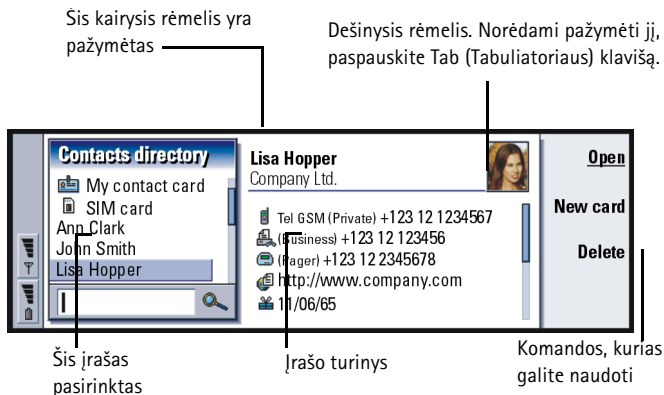 Šis kairysis rėmelis yra
pažymėtas
Dešinysis rėmelis. Norėdami pažymėti jį,
paspauskite Tab (Tabuliatoriaus) klavišą.
Contacts directory
My contact card
SIM card
Ann Clark
John Smith
Lisa Hopper
Lisa Hopper
Company Ltd.
Tel GSM (Private) +123 12 1234567
(Business) +123 12 123456
(Pager) +123 12 2345678
http://www.company.com
11/06/65
Open
New card
Delete
Šis įrašas
pasirinktas
Įrašo turinys
Komandos, kurias
galite naudoti